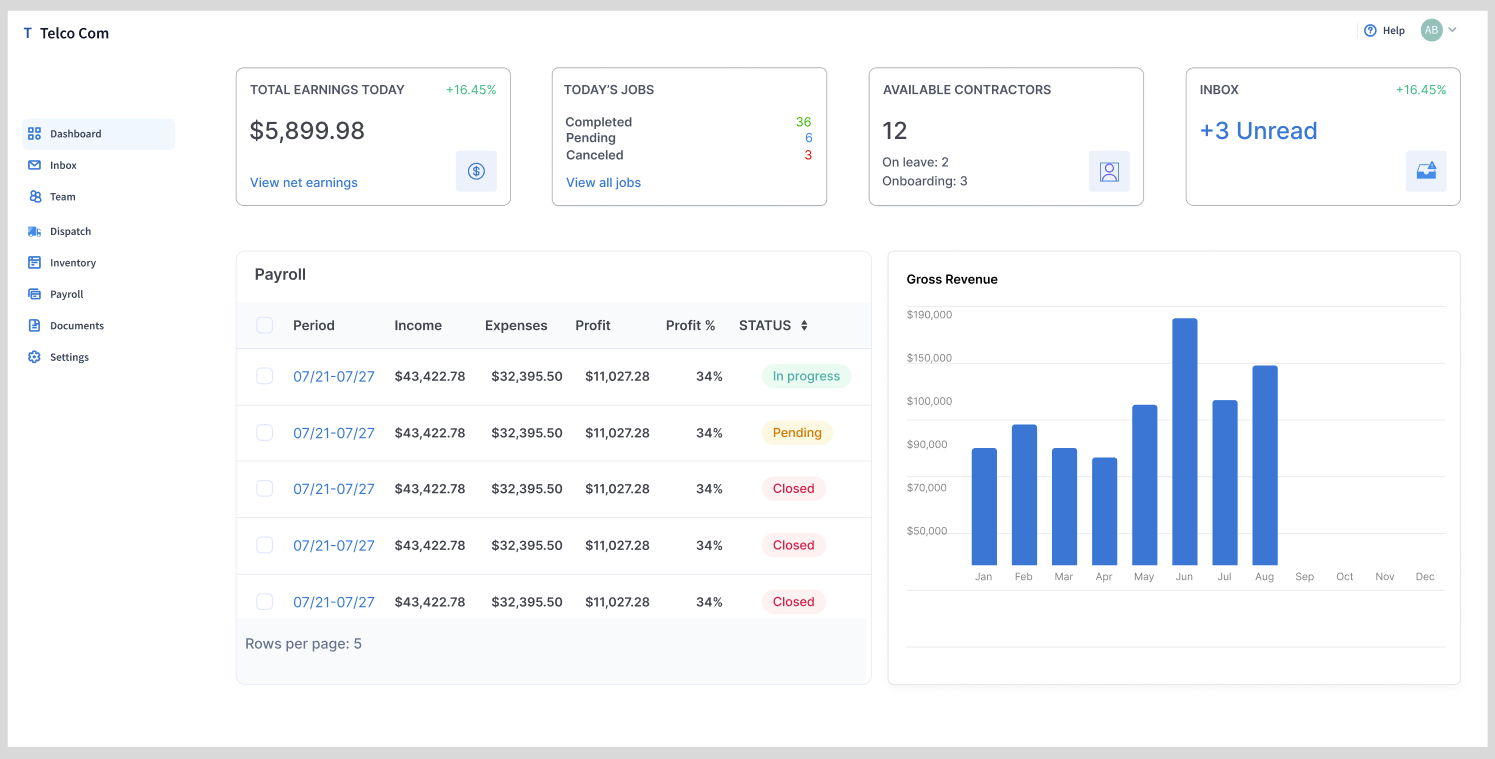 T Telco Com
Help AB
Dashboard
Inbox
Team
Dispatch
Inventory
Payroll
Documents
Settings
TOTAL EARNINGS TODAY +16.45%
$5,899.98
$
View net earnings
TODAY'S JOBS
Completed 36
Pending 6
Canceled 3
View all jobs
AVAILABLE CONTRACTORS
12
On leave: 2
Onboarding: 3
INBOX +16.45%
+3 Unread
Payroll
Period Income Expenses Profit Profit % STATUS
07/21-07/27 $43,422.78 $32,395.50 $11,027.28 34% In progress
07/21-07/27 $43,422.78 $32,395.50 $11,027.28 34% Pending
07/21-07/27 $43,422.78 $32,395.50 $11,027.28 34% Closed
07/21-07/27 $43,422.78 $32,395.50 $11,027.28 34% Closed
07/21-07/27 $43,422.78 $32,395.50 $11,027.28 34% Closed
Rows per page: 5
Gross Revenue
$190,000
$150,000
$100,000
$90,000
$70,000
$50,000
Jan Feb Mar Apr May Jun Jul Aug Sep Oct Nov Dec